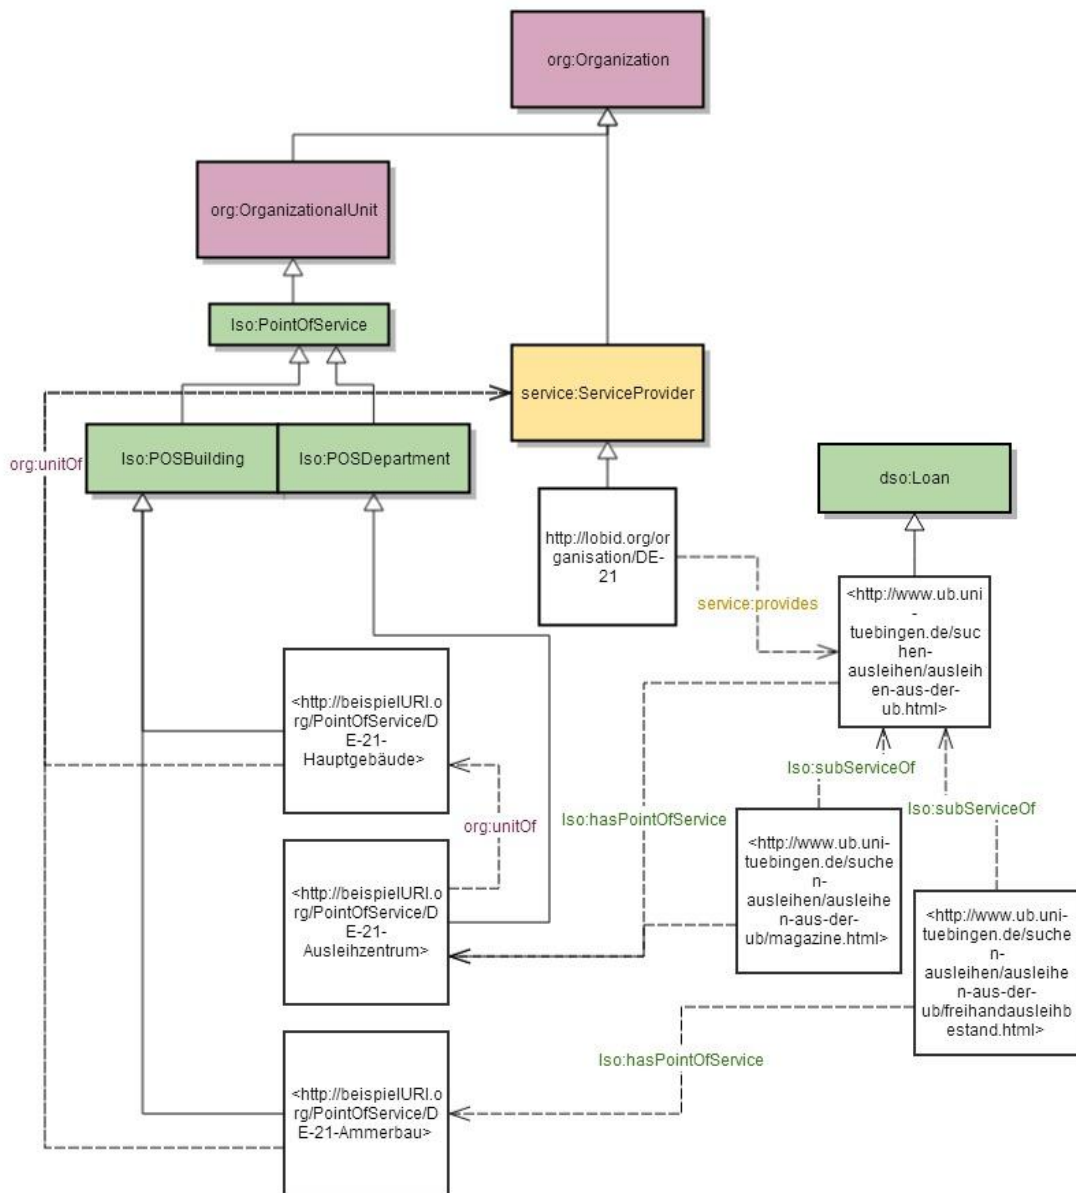 org:Organization
org:OrganizationalUnit
lso:PointOfService
service:ServiceProvider
org:unitOf
lso:POSBuilding
lso:POSDepartment
dso:Loan
http://lobid.org/or
ganisation/DE-
21
service:provides
<http://www.ub.uni
-
tuebingen.de/suc
hen-
ausleihen/ausleih
en-aus-der-
ub.html>
<http://beispielURI.o
rg/PointOfService/D
E-21-
Hauptgebäude>
org:unitOf
lso:hasPointOfService
lso:subServiceOf
lso:subServiceOf
<http://beispielURI.o
rg/PointOfService/D
E-21-
Ausleihzentrum>
<http://www.ub.uni-
tuebingen.de/suche
n-
ausleihen/ausleihen
en-aus-der-
ub/magazine.html>
<http://www.ub.uni-
tuebingen.de/suchen
n-
ausleihen/ausleihen
n-aus-der-
ub/freihandausleihb
estand.html>
lso:hasPointOfService
<http://beispielURI.o
rg/PointOfService/D
E-21-Ammerbau>